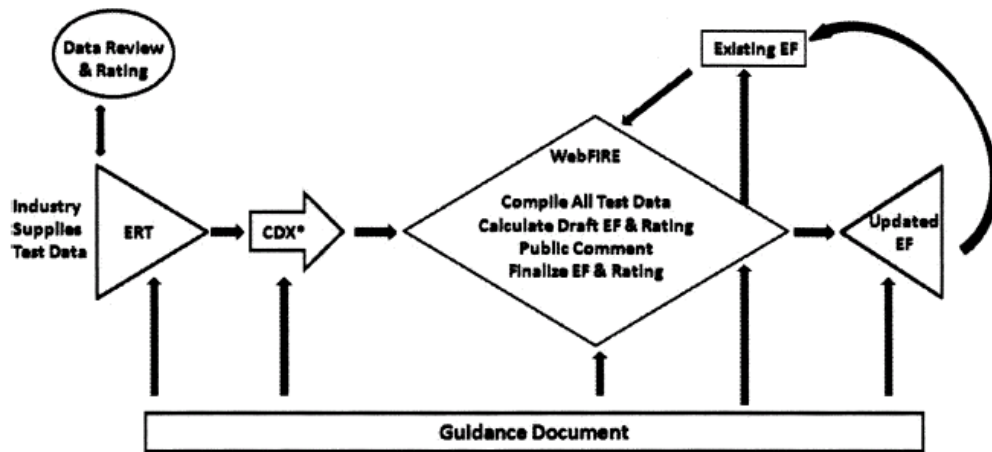 Data Review
& Rating
Existing EF
WebFIRE
Industry
Supplies
Test Data
ERT
CDX*
Compile All Test Data
Calculate Draft EF & Rating
Public Comment
Finalize EF & Rating
Updated
EF
Guidance Document